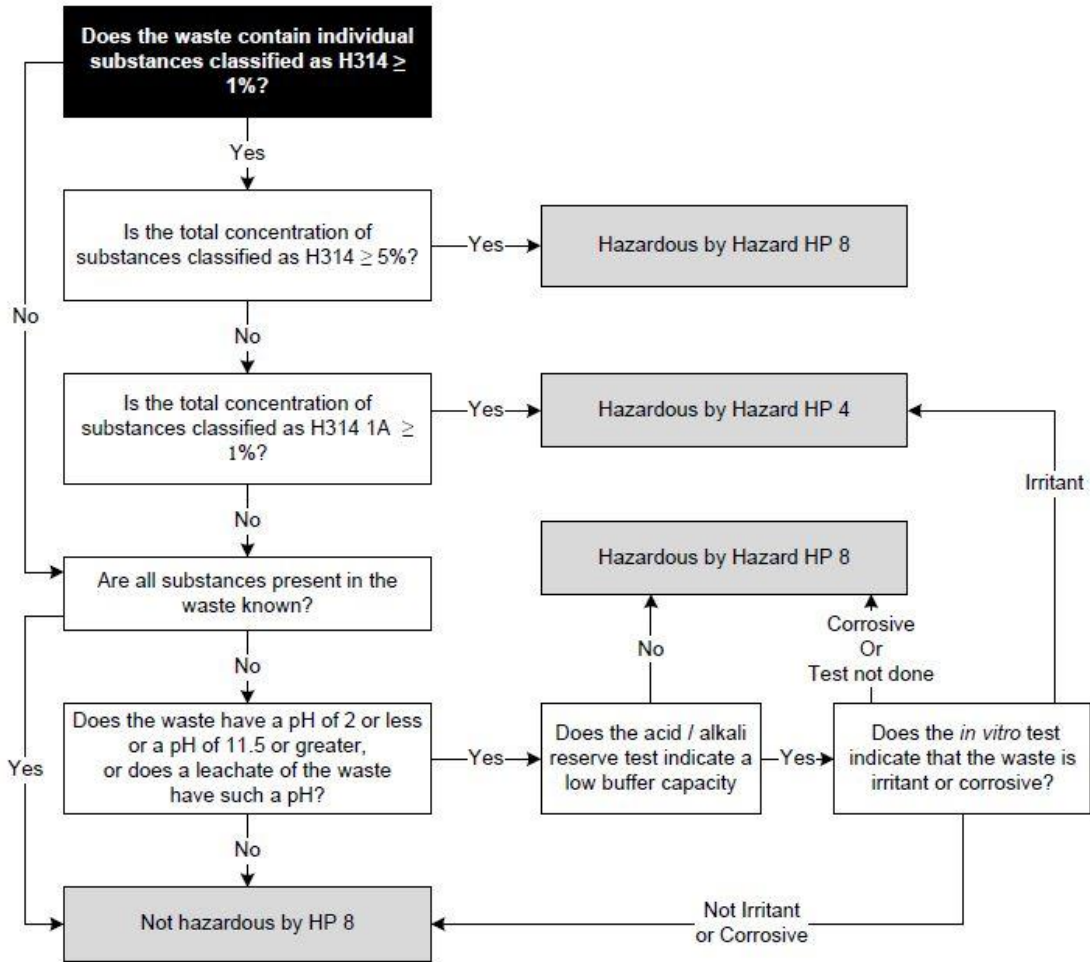 Does the waste contain individual
substances classified as H314 ≥
1%?
Yes
Is the total concentration of
substances classified as H314 ≥ 5%?
Yes
Hazardous by Hazard HP 8
No
No
Is the total concentration of
substances classified as H314 1A ≥
1%?
Yes
Hazardous by Hazard HP 4
Irritant
No
Hazardous by Hazard HP 8
Are all substances present in the
waste known?
No
Corrosive
Or
Test not done
No
Does the waste have a pH of 2 or less
or a pH of 11.5 or greater,
or does a leachate of the waste
have such a pH?
Yes
Yes
Does the acid / alkali
reserve test indicate a
low buffer capacity
Yes
Does the in vitro test
indicate that the waste is
irritant or corrosive?
No
Not hazardous by HP 8
Not Irritant
or Corrosive